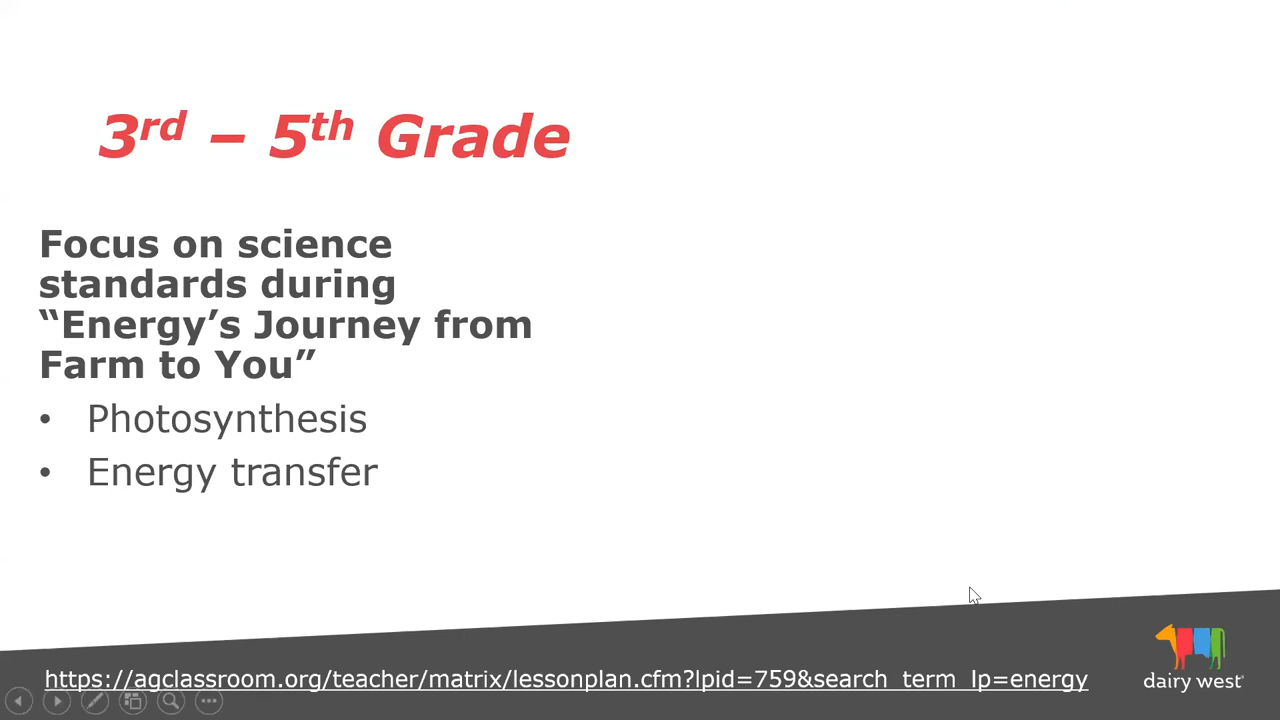 3rd – 5th Grade
Focus on science
standards during
“Energy’s Journey from
Farm to You”
• Photosynthesis
• Energy transfer
https://agclassroom.org/teacher/matrix/lessonplan.cfm?lpid=759&search_term_lp=energy
dairy west